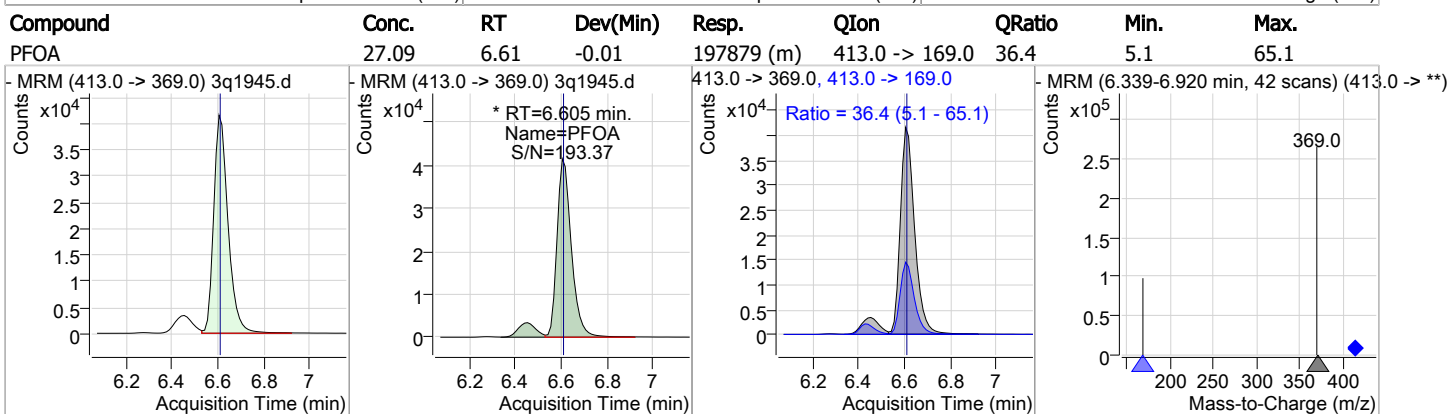 Compound Conc. RT Dev(Min) Resp. QIon QRatio Min. Max.
PFOA 27.09 6.61 -0.01 197879 (m) 413.0 -> 169.0 36.4 5.1 65.1
- MRM (413.0 -> 369.0) 3q1945.d
Counts
x10⁴
3.5
3
2.5
2
1.5
1
0.5
0
6.2 6.4 6.6 6.8 7
Acquisition Time (min)
- MRM (413.0 -> 369.0) 3q1945.d
Counts
x10⁴
* RT=6.605 min.
Name=PFOA
S/N=193.37
4
3
2
1
0
6.2 6.4 6.6 6.8 7
Acquisition Time (min)
413.0 -> 369.0, 413.0 -> 169.0
Counts
x10⁴
Ratio = 36.4 (5.1 - 65.1)
3.5
3
2.5
2
1.5
1
0.5
0
6.2 6.4 6.6 6.8 7
Acquisition Time (min)
- MRM (6.339-6.920 min, 42 scans) (413.0 -> **)
Counts
x10⁵
369.0
2.5
2
1.5
1
0.5
0
200 250 300 350 400
Mass-to-Charge (m/z)